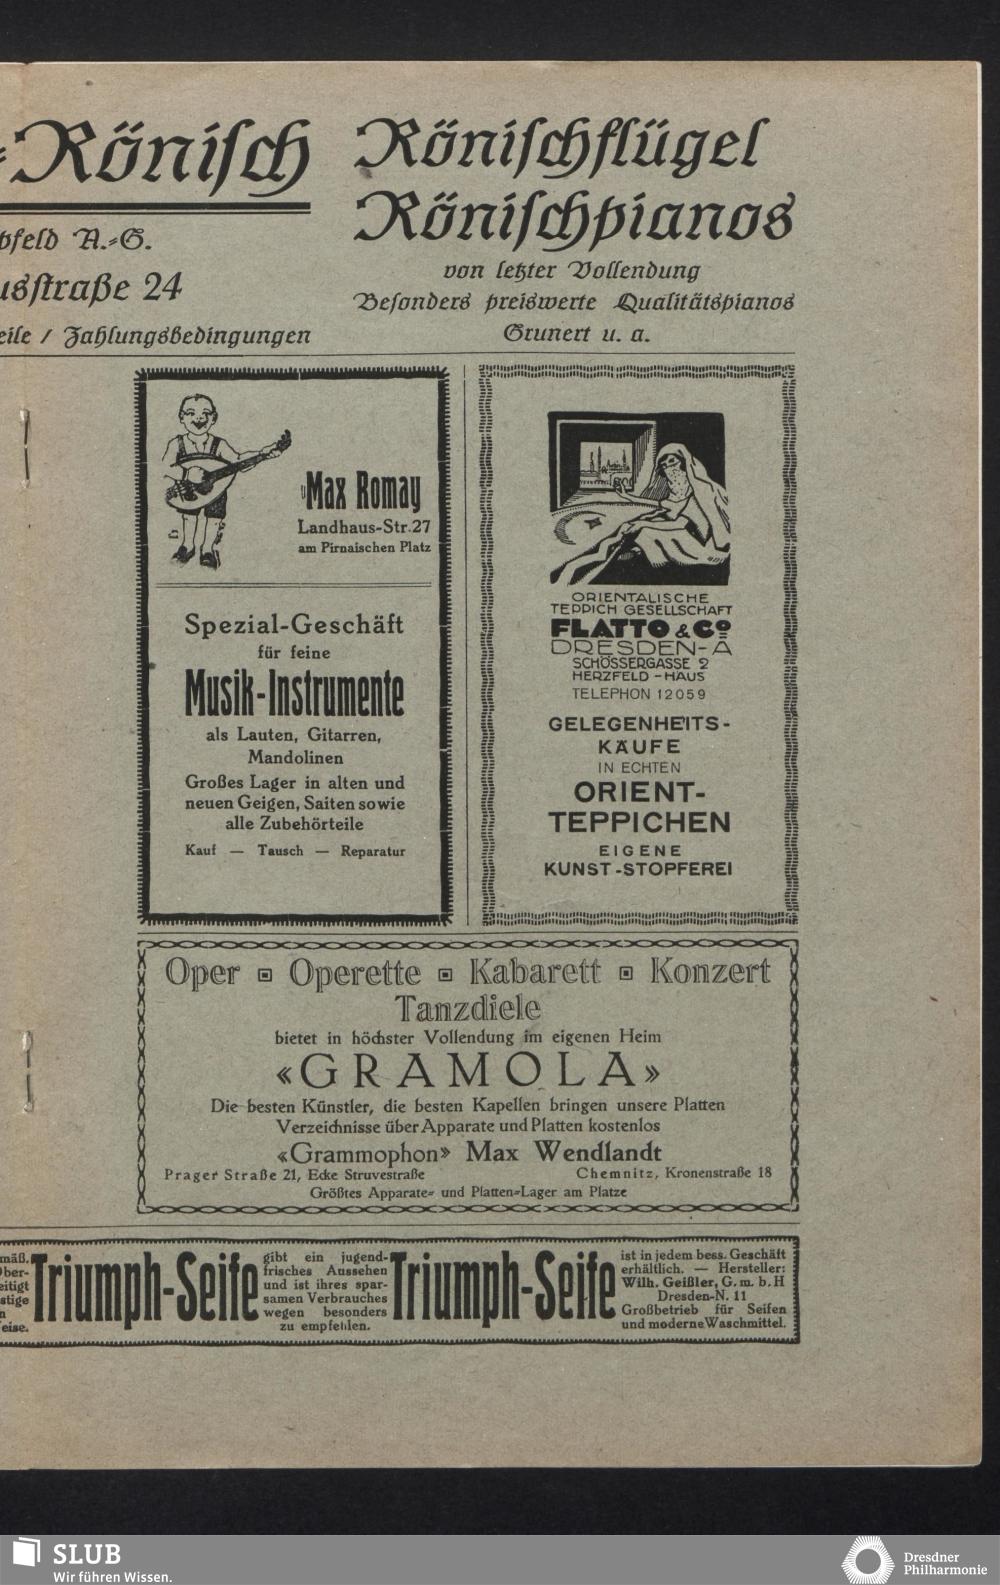 =Röniſch
pfeld A.=G.
usſtraße 24
eile / Zahlungsbedingungen
Röniſchflügel
Röniſchpianos
von letzter Vollendung
Beſonders preiswerte Qualitätspianos
Grunert u. a.
Max Romay
Landhaus-Str.27
am Pirnaischen Platz
Spezial-Geschäft
für feine
Musik-Instrumente
als Lauten, Gitarren,
Mandolinen
Großes Lager in alten und
neuen Geigen, Saiten sowie
alle Zubehörteile
Kauf — Tausch — Reparatur
ORIENTALISCHE
TEPPICH GESELLSCHAFT
FLATTO & Co
DRESDEN-A
SCHÖSSERGASSE 2
HERZFELD-HAUS
TELEPHON 12059
GELEGENHEITS-
KÄUFE
IN ECHTEN
ORIENT-
TEPPICHEN
EIGENE
KUNST-STOPFEREI
Oper Operette Kabarett Konzert
Tanzdiele
bietet in höchster Vollendung im eigenen Heim
«GRAMOLA»
Die besten Künstler, die besten Kapellen bringen unsere Platten
Verzeichnisse über Apparate und Platten kostenlos
«Grammophon» Max Wendlandt
Prager Straße 21, Ecke Struvestraße Chemnitz, Kronenstraße 18
Größtes Apparate- und Platten-Lager am Platze
mäß.
Ober-
eitigt
stige
n
eise.
Triumph-Seife
gibt ein jugend-
frisches Aussehen
und ist ihres spar-
samen Verbrauches
wegen besonders
zu empfehlen.
Triumph-Seife
ist in jedem bess. Geschäft
erhältlich. — Hersteller:
Wilh. Geißler, G. m. b. H
Dresden-N. 11
Großbetrieb für Seifen
und moderne Waschmittel.
SLUB
Wir führen Wissen.
Dresdner
Philharmonie